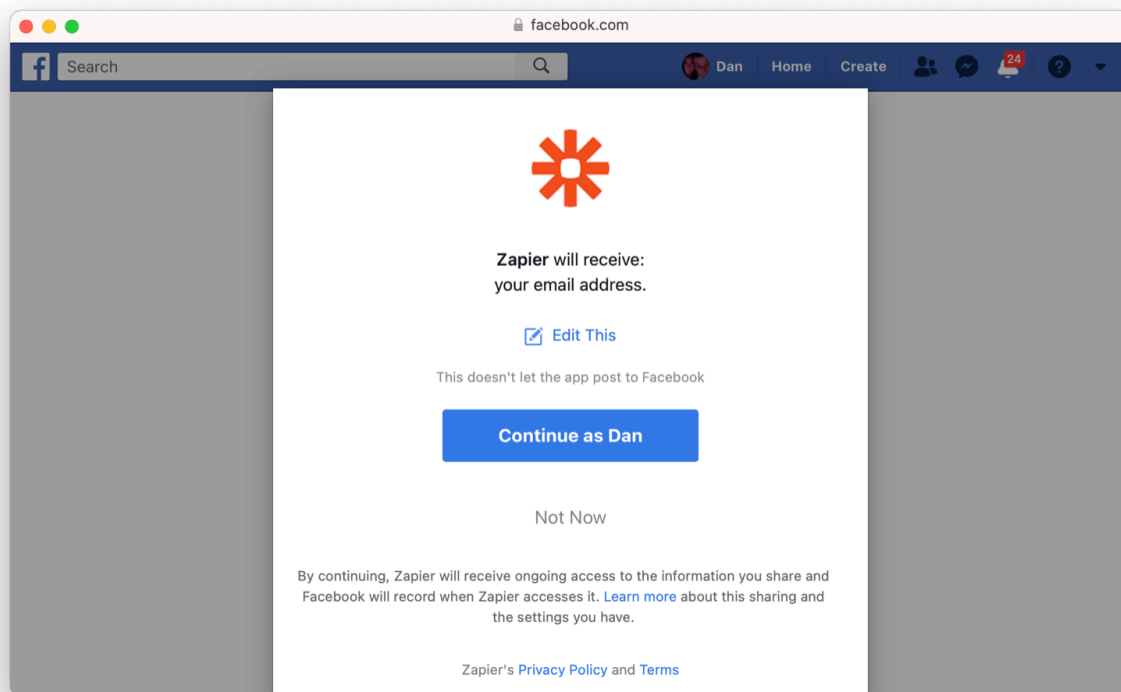 facebook.com
Search
Dan
Home
Create
24
Zapier will receive:
your email address.
Edit This
This doesn't let the app post to Facebook
Continue as Dan
Not Now
By continuing, Zapier will receive ongoing access to the information you share and
Facebook will record when Zapier accesses it. Learn more about this sharing and
the settings you have.
Zapier's Privacy Policy and Terms